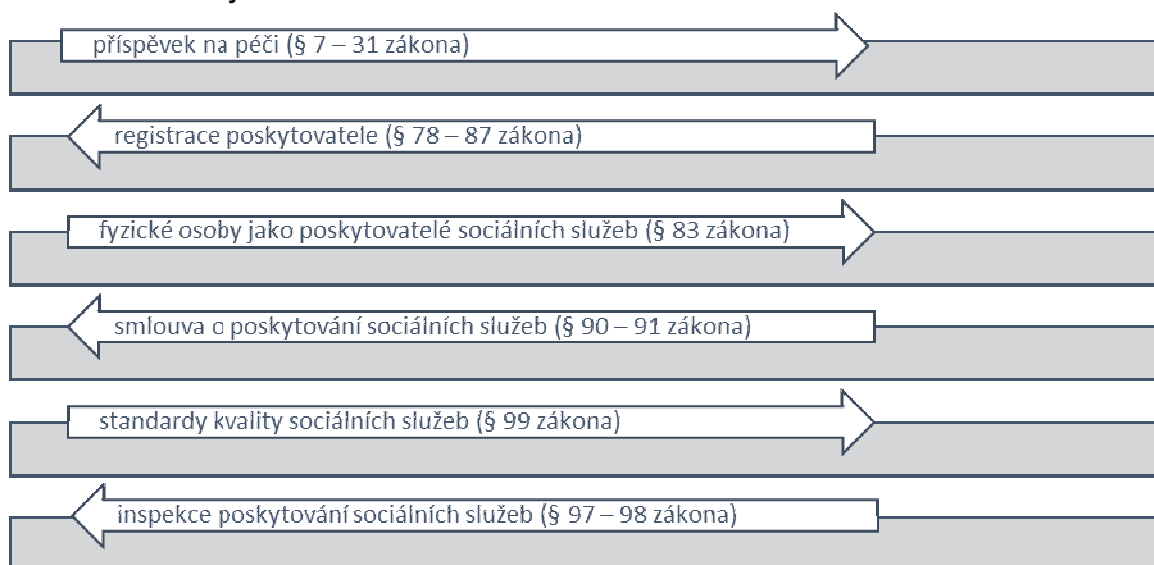 příspěvek na péči (§ 7 – 31 zákona)
registrace poskytovatele (§ 78 – 87 zákona)
fyzické osoby jako poskytovatelé sociálních služeb (§ 83 zákona)
smlouva o poskytování sociálních služeb (§ 90 – 91 zákona)
standardy kvality sociálních služeb (§ 99 zákona)
inspekce poskytování sociálních služeb (§ 97 – 98 zákona)